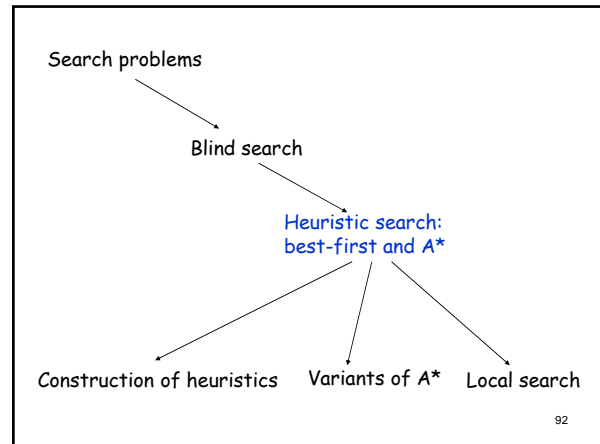 Search problems
Blind search
Heuristic search:
best-first and A*
Construction of heuristics
Variants of A*
Local search
92